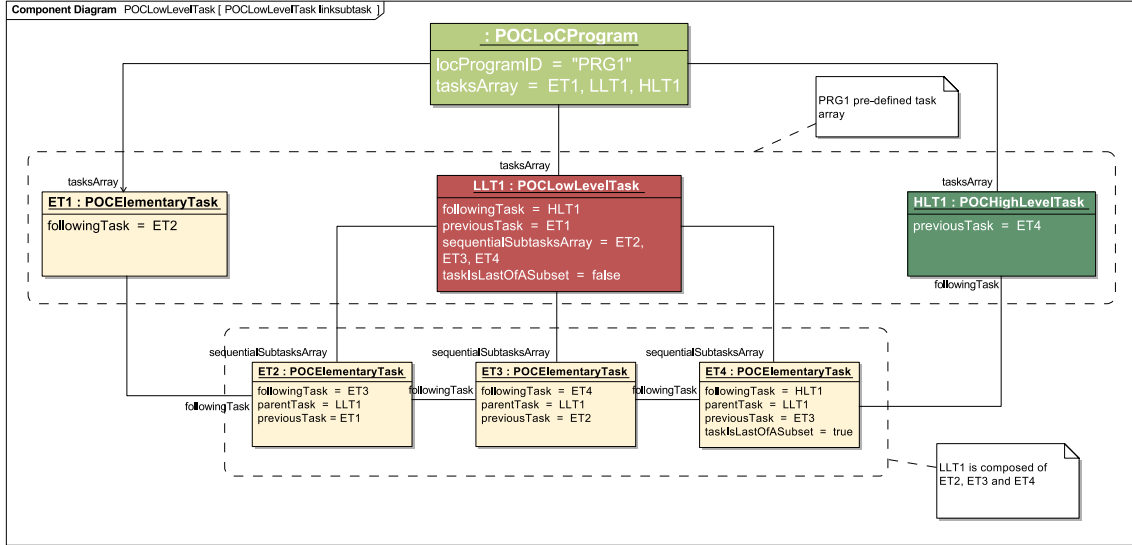 Component Diagram POCLowLevelTask [ POCLowLevelTask linksubtask ]
: POCLoCProgram
locProgramID = "PRG1"
tasksArray = ET1, LLT1, HLT1
PRG1 pre-defined task
array
tasksArray
tasksArray
tasksArray
ET1 : POCElementaryTask
followingTask = ET2
LLT1 : POCLowLevelTask
followingTask = HLT1
previousTask = ET1
sequentialSubtasksArray = ET2,
ET3, ET4
taskIsLastOfASubset = false
HLT1 : POCHighLevelTask
previousTask = ET4
followingTask
sequentialSubtasksArray
sequentialSubtasksArray
sequentialSubtasksArray
ET2 : POCElementaryTask
followingTask = ET3
parentTask = LLT1
previousTask = ET1
followingTask
followingTask
ET3 : POCElementaryTask
followingTask = ET4
parentTask = LLT1
previousTask = ET2
followingTask
ET4 : POCElementaryTask
followingTask = HLT1
parentTask = LLT1
previousTask = ET3
taskIsLastOfASubset = true
LLT1 is composed of
ET2, ET3 and ET4